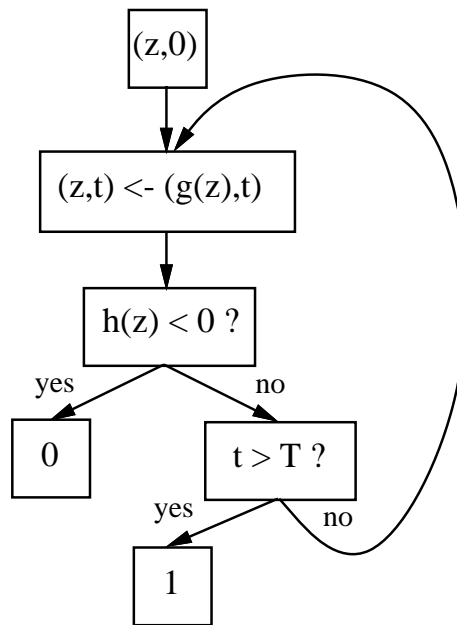 (z,0)
(z,t) <- (g(z),t)
h(z) < 0 ?
yes
no
0
t > T ?
yes
no
1